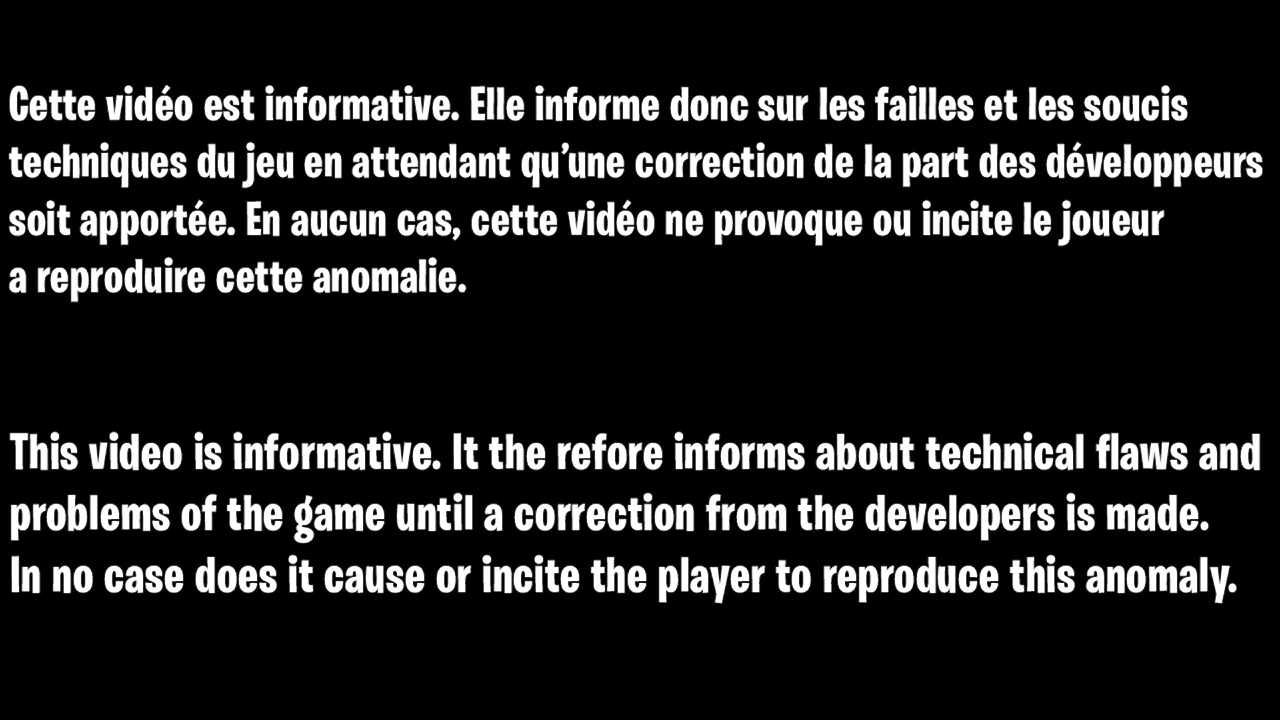 Cette vidéo est informative. Elle informe donc sur les failles et les soucis
techniques du jeu en attendant qu'une correction de la part des développeurs
soit apportée. En aucun cas, cette vidéo ne provoque ou incite le joueur
a reproduire cette anomalie.
This video is informative. It the refore informs about technical flaws and
problems of the game until a correction from the developers is made.
In no case does it cause or incite the player to reproduce this anomaly.